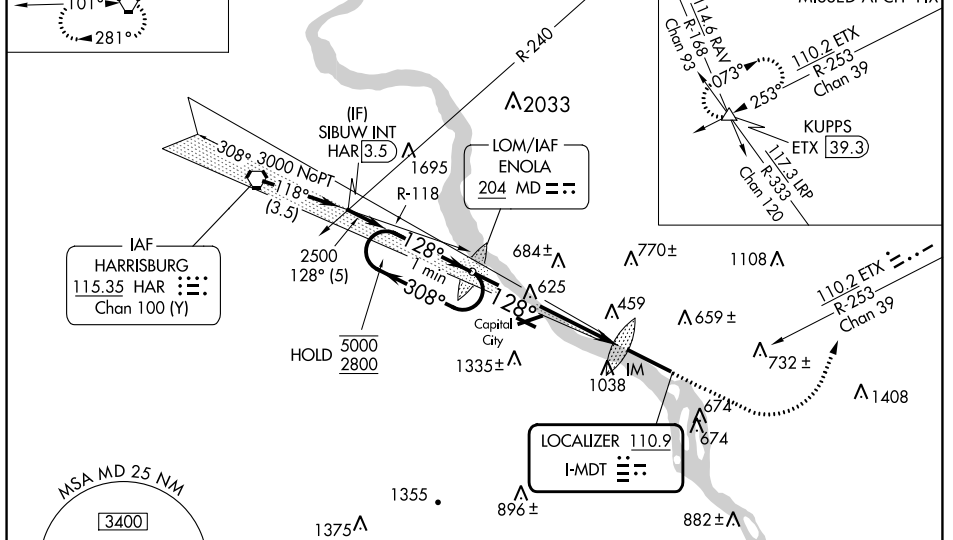 101°
281°
MISSED APCH FIX
114.6 RAV
R-168
Chan 93
110.2 ETX
R-253
Chan 39
073°
253°
KUPPS
ETX 39.3
117.3 LRP
R-333
Chan 120
R-240
2033
(IF)
SIBUW INT
HAR 3.5
1695
LOM/IAF
ENOLA
204 MD
308°
3000 NoPT
118°
(3.5)
R-118
IAF
HARRISBURG
115.35 HAR
Chan 100 (Y)
2500
128° (5)
128°
1 min
308°
HOLD
5000
2800
684±
770±
1108
625
128°
459
659±
Capital
City
1335±
1038
IM
732±
110.2 ETX
R-253
Chan 39
1408
674
674
LOCALIZER 110.9
I-MDT
MSA MD 25 NM
3400
1355
1375
896±
882±